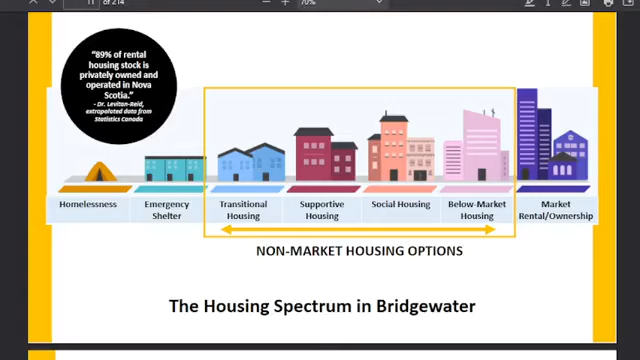 11 of 214
70%
“89% of rental
housing stock is
privately owned and
operated in Nova
Scotia.”
- Dr. Levitan-Reid,
extrapolated data from
Statistics Canada
Homelessness
Emergency
Shelter
Transitional
Housing
Supportive
Housing
Social Housing
Below-Market
Housing
Market
Rental/Ownership
NON-MARKET HOUSING OPTIONS
The Housing Spectrum in Bridgewater